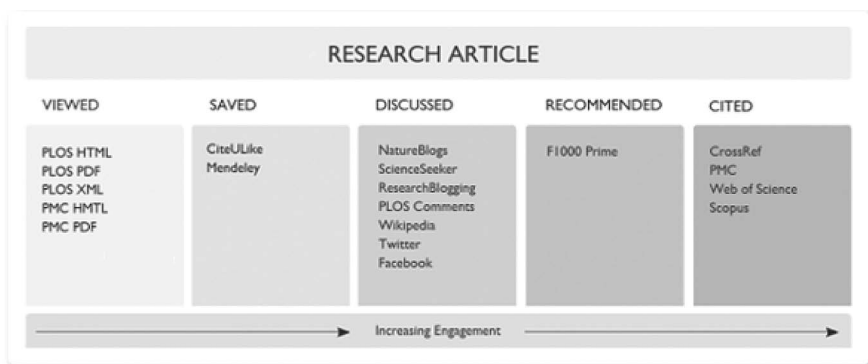 RESEARCH ARTICLE
VIEWED
PLOS HTML
PLOS PDF
PLOS XML
PMC HMTL
PMC PDF
SAVED
CiteULike
Mendeley
DISCUSSED
NatureBlogs
ScienceSeeker
ResearchBlogging
PLOS Comments
Wikipedia
Twitter
Facebook
RECOMMENDED
F1000 Prime
CITED
CrossRef
PMC
Web of Science
Scopus
Increasing Engagement